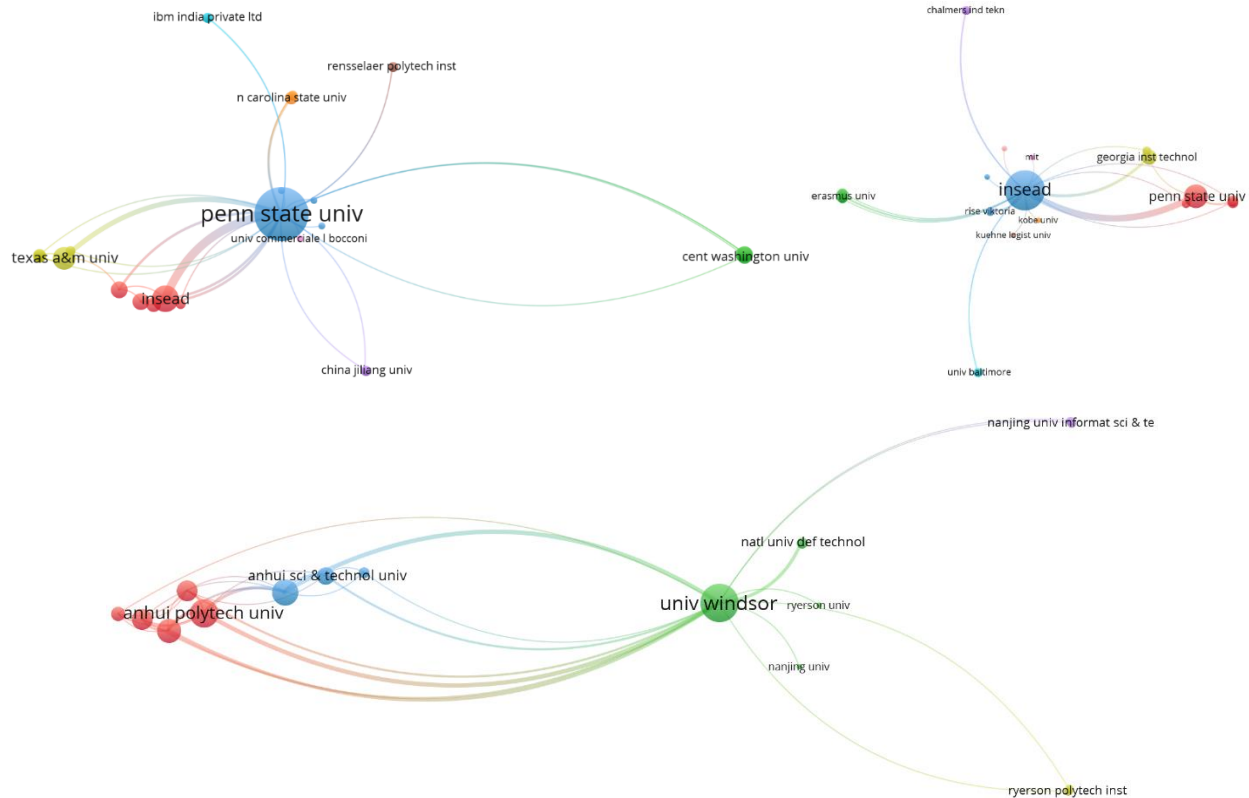 ibm india private ltd
rensselaer polytech inst
n carolina state univ
penn state univ
univ commerciale l bocconi
texas a&m univ
cent washington univ
insead
china jiliang univ
chalmers ind tekn
mit
georgia inst technol
insead
erasmus univ
penn state univ
rise viktoria
kobe univ
kuehne logist univ
univ baltimore
nanjing univ informat sci & te
natl univ def technol
anhui sci & technol univ
univ windsor
ryerson univ
anhui polytech univ
nanjing univ
ryerson polytech inst